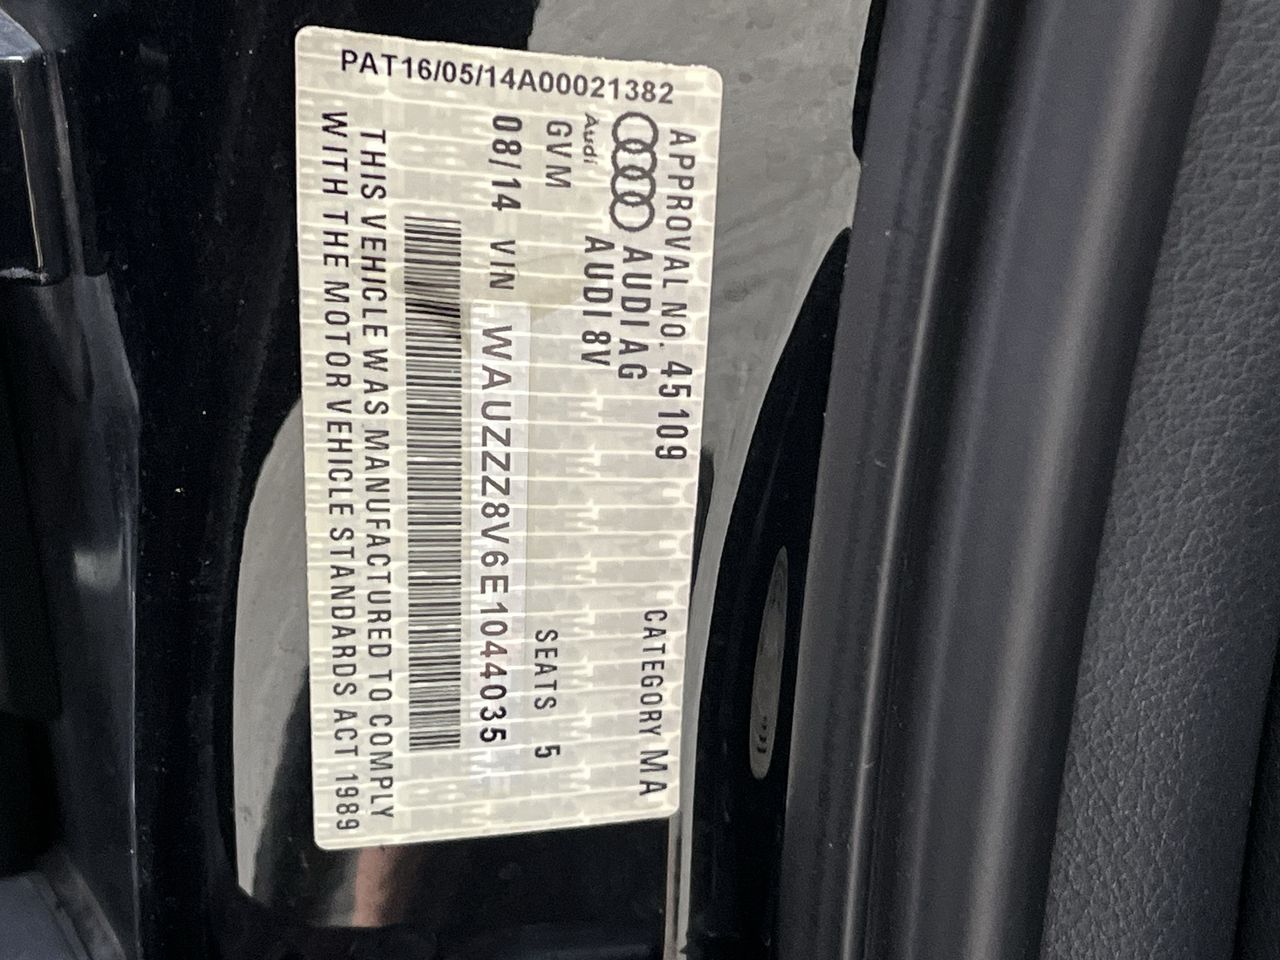 PAT16/05/14A00021382
APPROVAL NO. 45109 CATEGORY MA
AUDI AG
Audi AUDI 8V
GVM SEATS 5
08/14 VIN WAUZZZ8V6E1044035
THIS VEHICLE WAS MANUFACTURED TO COMPLY
WITH THE MOTOR VEHICLE STANDARDS ACT 1989